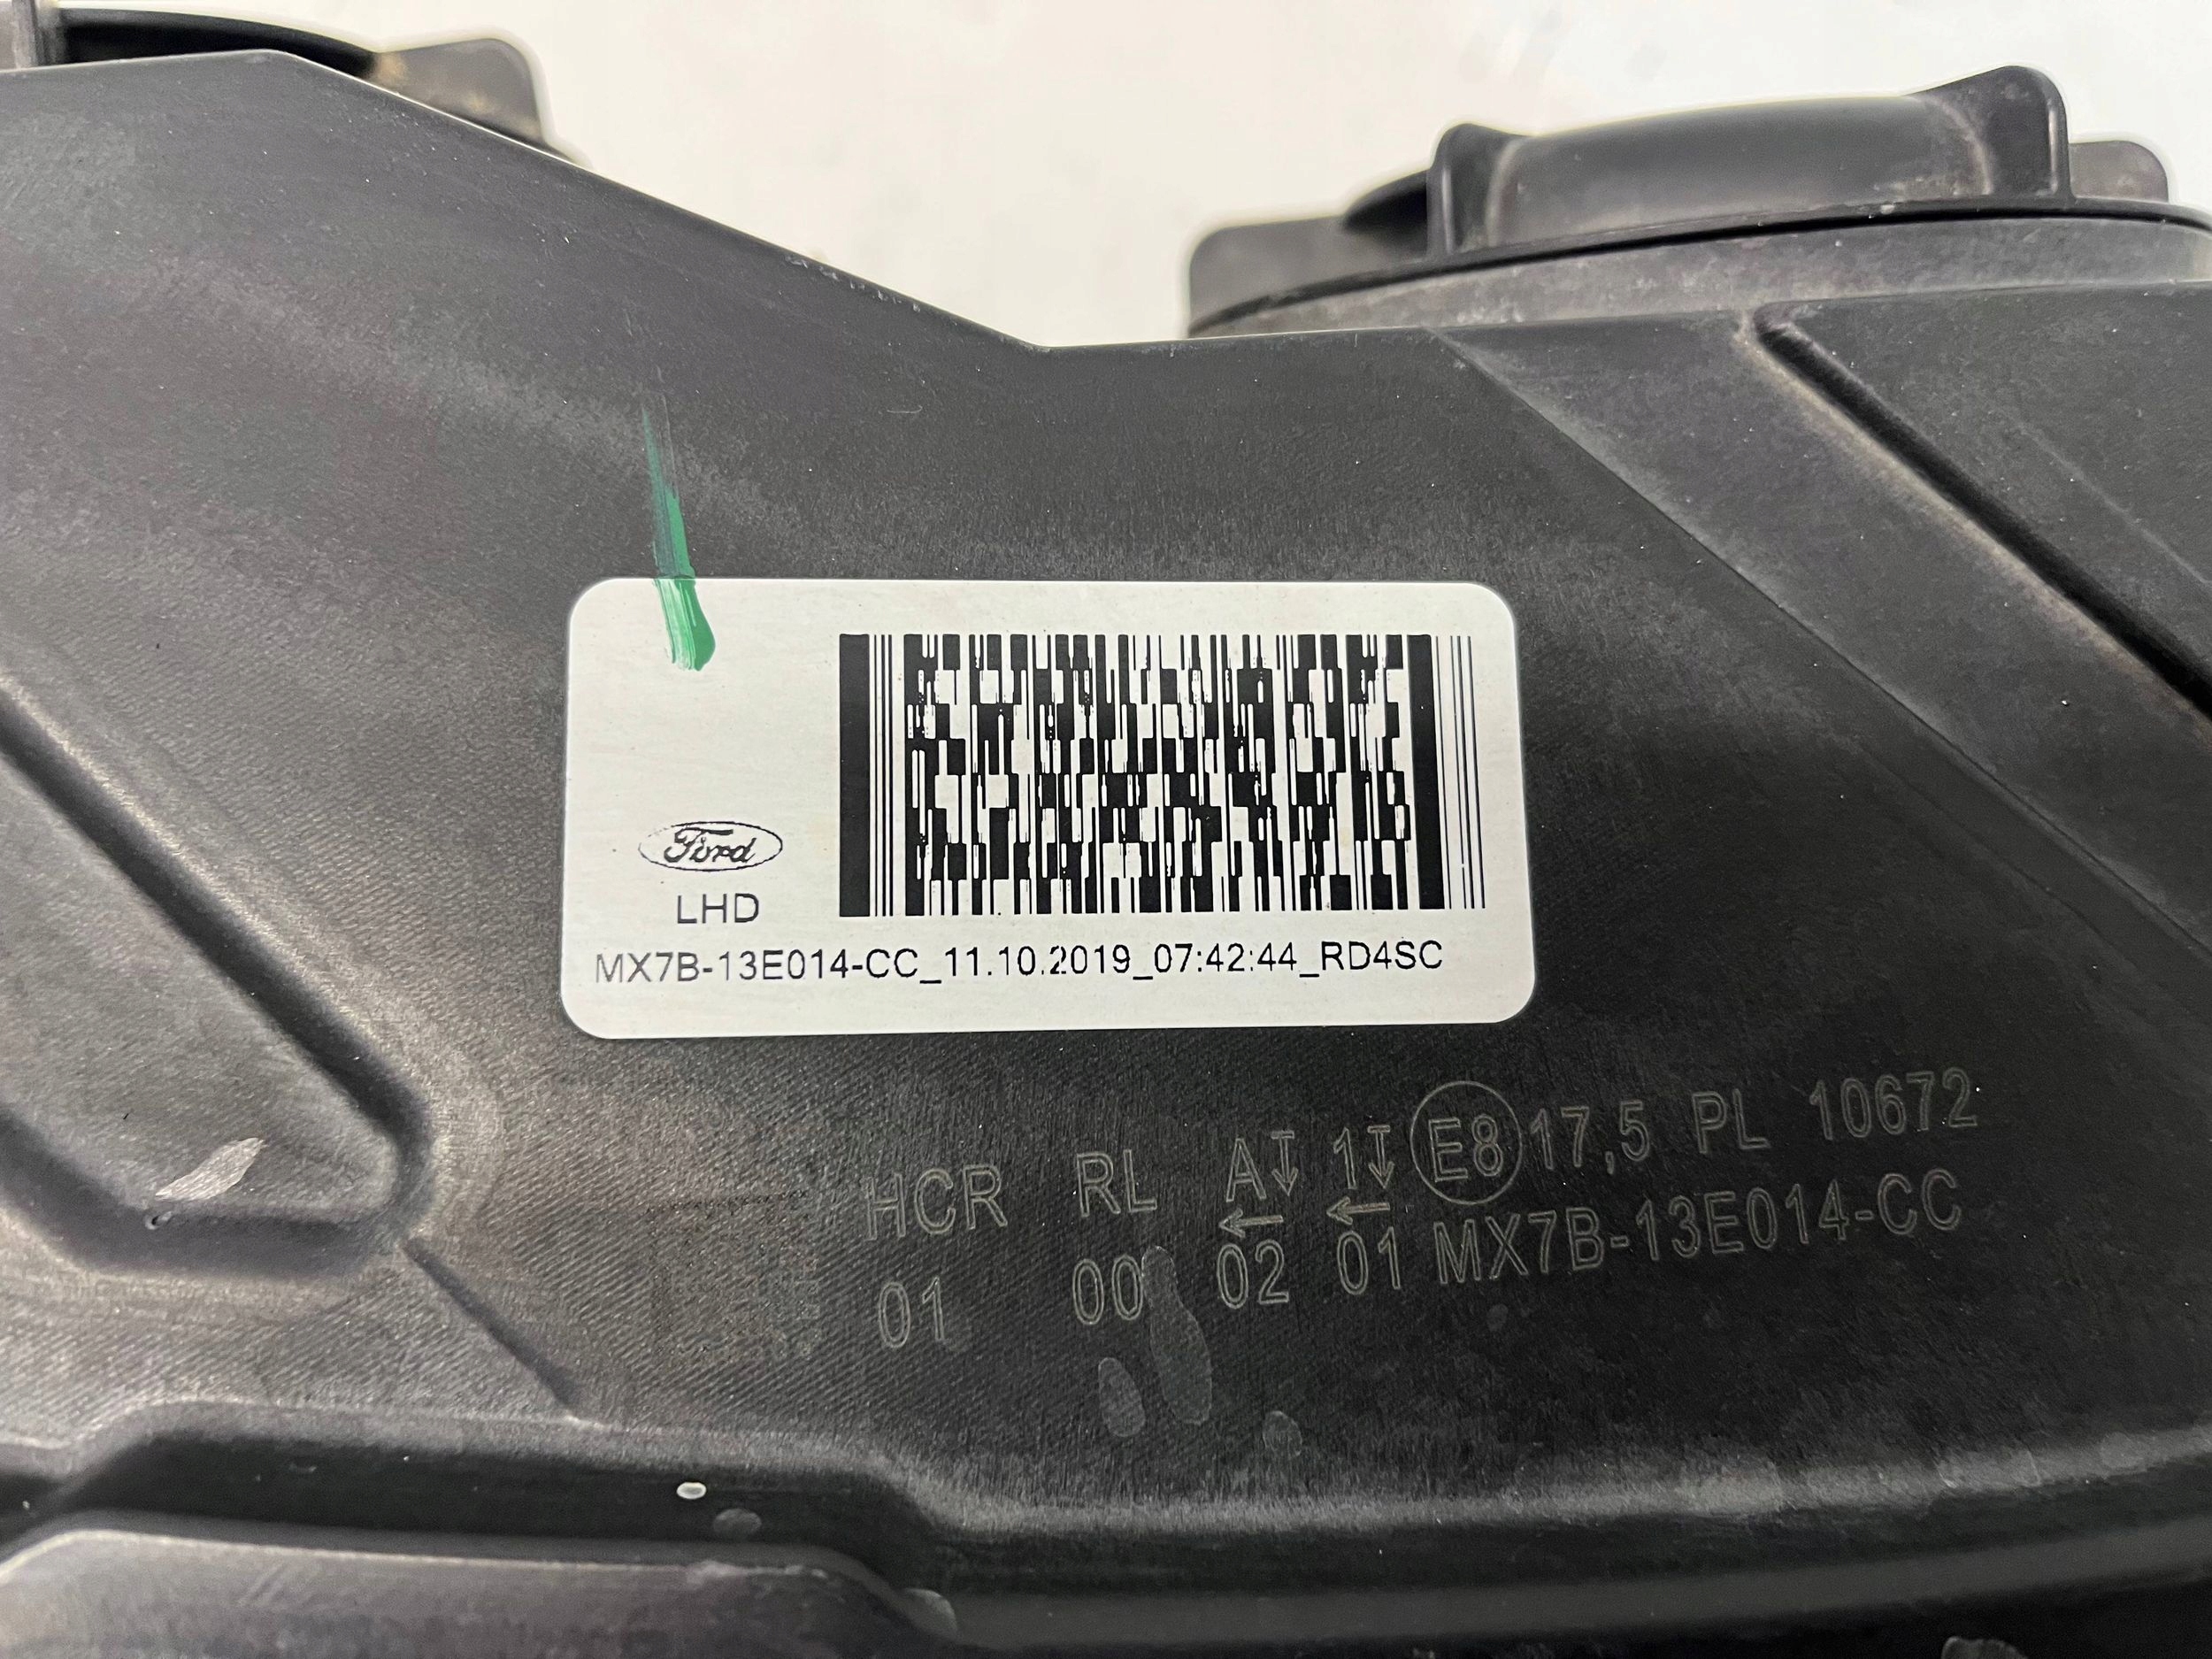 Ford
LHD
MX7B-13E014-CC_11.10.2019_07:42:44_RD4SC
HCR RL A 1 E8 17,5 PL 10672
01 00 02 01 MX7B-13E014-CC